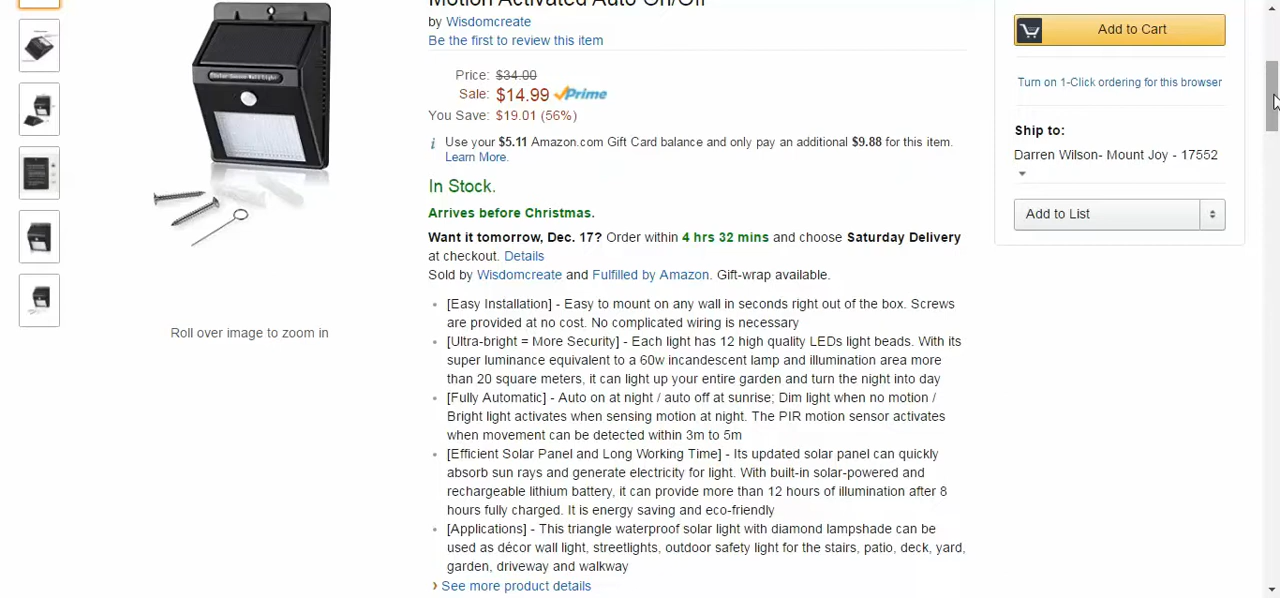 Motion Activated Auto On/Off
by Wisdomcreate
Be the first to review this item
Price: $34.00
Sale: $14.99 Prime
You Save: $19.01 (56%)
Use your $5.11 Amazon.com Gift Card balance and only pay an additional $9.88 for this item.
Learn More.
In Stock.
Arrives before Christmas.
Want it tomorrow, Dec. 17? Order within 4 hrs 32 mins and choose Saturday Delivery
at checkout. Details
Sold by Wisdomcreate and Fulfilled by Amazon. Gift-wrap available.
[Easy Installation] - Easy to mount on any wall in seconds right out of the box. Screws
are provided at no cost. No complicated wiring is necessary
[Ultra-bright = More Security] - Each light has 12 high quality LEDs light beads. With its
super luminance equivalent to a 60w incandescent lamp and illumination area more
than 20 square meters, it can light up your entire garden and turn the night into day
[Fully Automatic] - Auto on at night / auto off at sunrise; Dim light when no motion /
Bright light activates when sensing motion at night. The PIR motion sensor activates
when movement can be detected within 3m to 5m
[Efficient Solar Panel and Long Working Time] - Its updated solar panel can quickly
absorb sun rays and generate electricity for light. With built-in solar-powered and
rechargeable lithium battery, it can provide more than 12 hours of illumination after 8
hours fully charged. It is energy saving and eco-friendly
[Applications] - This triangle waterproof solar light with diamond lampshade can be
used as décor wall light, streetlights, outdoor safety light for the stairs, patio, deck, yard,
garden, driveway and walkway
See more product details
Roll over image to zoom in
Add to Cart
Turn on 1-Click ordering for this browser
Ship to:
Darren Wilson- Mount Joy - 17552
Add to List